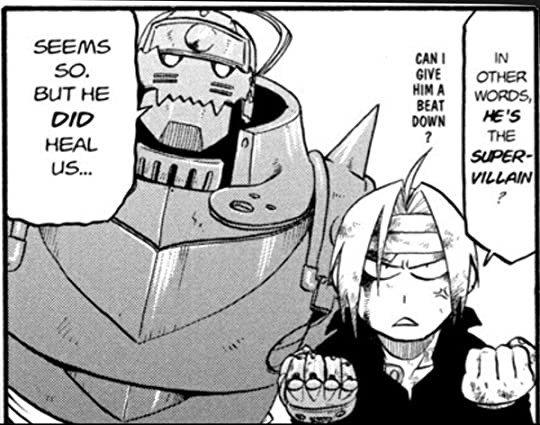 IN
OTHER
WORDS,
HE'S
THE
SUPER-
VILLAIN
?
CAN I
GIVE
HIM A
BEAT
DOWN
?
SEEMS
SO.
BUT HE
DID
HEAL
US...